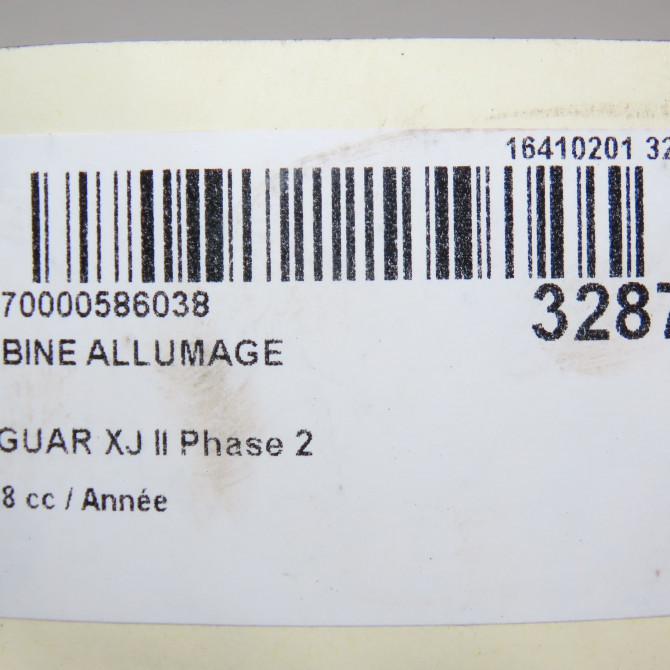 16410201 32
70000586038
3287
BINE ALLUMAGE
GUAR XJ II Phase 2
8 cc / Année